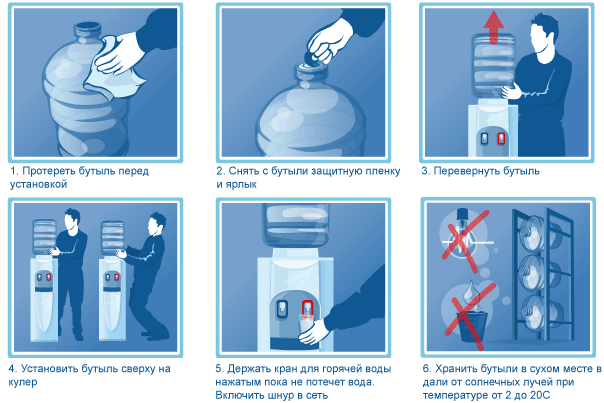 1. Протереть бутыль перед
установкой
2. Снять с бутыли защитную пленку
и ярлык
3. Перевернуть бутыль
4. Установить бутыль сверху на
кулер
5. Держать кран для горячей воды
нажатым пока не потечет вода.
Включить шнур в сеть
6. Хранить бутыли в сухом месте в
дали от солнечных лучей при
температуре от 2 до 20С